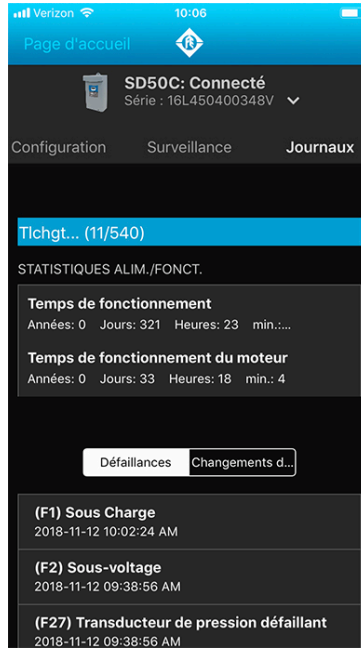 Verizon 10:06
Page d'accueil
SD50C: Connecté
Série : 16L450400348V
Configuration Surveillance Journaux
Tlchgt... (11/540)
STATISTIQUES ALIM./FONCT.
Temps de fonctionnement
Années: 0 Jours: 321 Heures: 23 min.:...
Temps de fonctionnement du moteur
Années: 0 Jours: 33 Heures: 18 min.: 4
Défaillances Changements d...
(F1) Sous Charge
2018-11-12 10:02:24 AM
(F2) Sous-voltage
2018-11-12 09:38:56 AM
(F27) Transducteur de pression défaillant
2018-11-12 09:38:56 AM